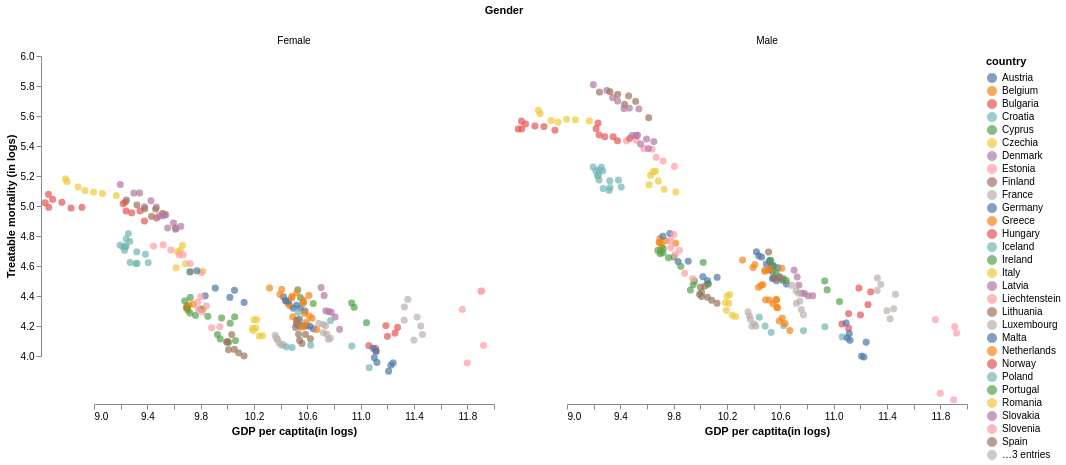 Gender
Female
Male
6.0
5.8
5.6
5.4
5.2
5.0
4.8
4.6
4.4
4.2
4.0
Treatable mortality (in logs)
9.0 9.4 9.8 10.2 10.6 11.0 11.4 11.8
GDP per captita(in logs)
9.0 9.4 9.8 10.2 10.6 11.0 11.4 11.8
GDP per captita(in logs)
country
Austria
Belgium
Bulgaria
Croatia
Cyprus
Czechia
Denmark
Estonia
Finland
France
Germany
Greece
Hungary
Iceland
Ireland
Italy
Latvia
Liechtenstein
Lithuania
Luxembourg
Malta
Netherlands
Norway
Poland
Portugal
Romania
Slovakia
Slovenia
Spain
…3 entries